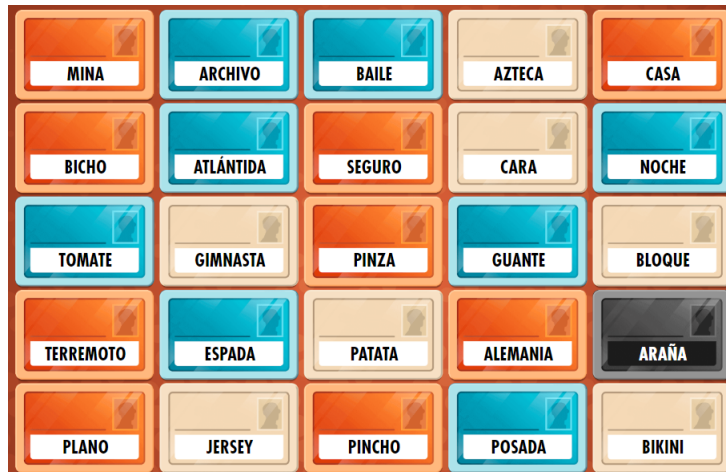 MINA
ARCHIVO
BAILE
AZTECA
CASA
BICHO
ATLÁNTIDA
SEGURO
CARA
NOCHE
TOMATE
GIMNASTA
PINZA
GUANTE
BLOQUE
TERREMOTO
ESPADA
PATATA
ALEMANIA
ARAÑA
PLANO
JERSEY
PINCHO
POSADA
BIKINI